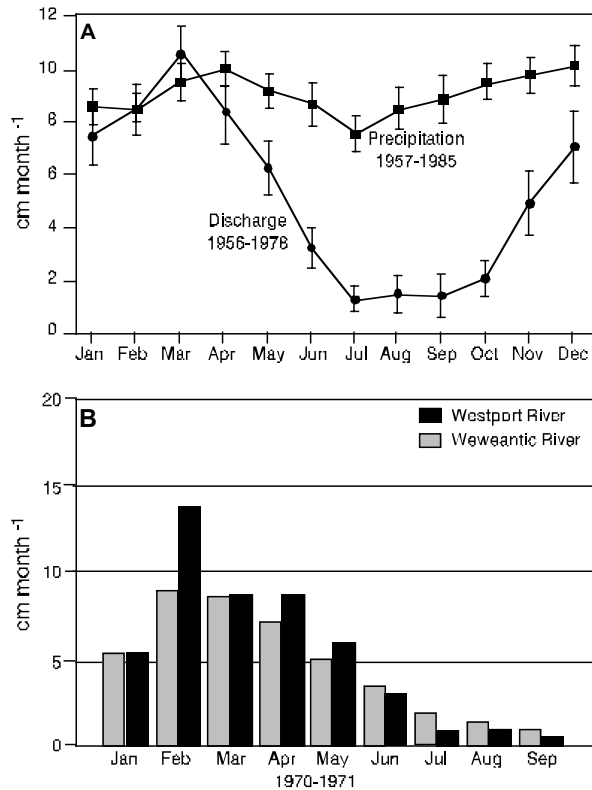 12
A
10
8
6
4
2
0
cm month -1
Precipitation
1957-1985
Discharge
1956-1978
Jan Feb Mar Apr May Jun Jul Aug Sep Oct Nov Dec
20
B
15
10
5
0
cm month -1
Westport River
Weweantic River
Jan Feb Mar Apr May Jun Jul Aug Sep
1970-1971